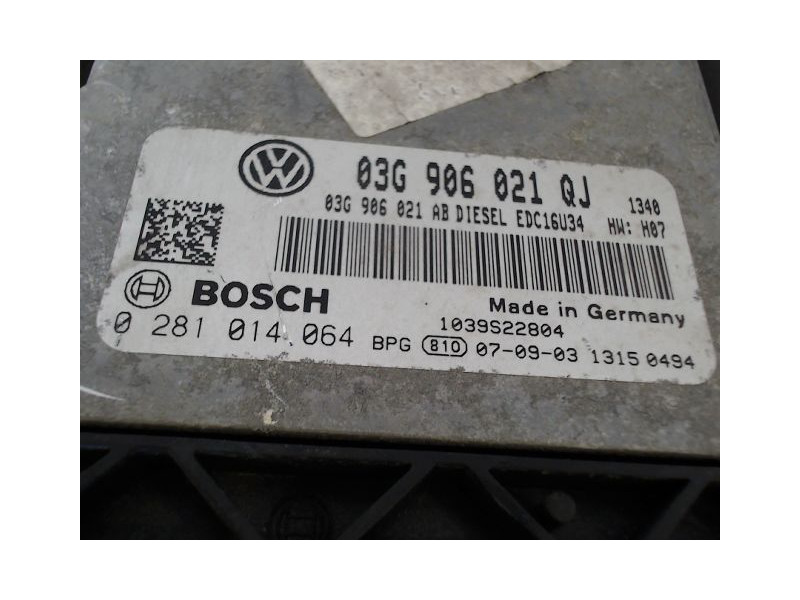 03G 906 021 QJ 1340
03G 906 021 AB DIESEL EDC16U34 HW: H07
BOSCH Made in Germany
1039S22804
0 281 014 064 BPG 810 07-09-03 1315 0494